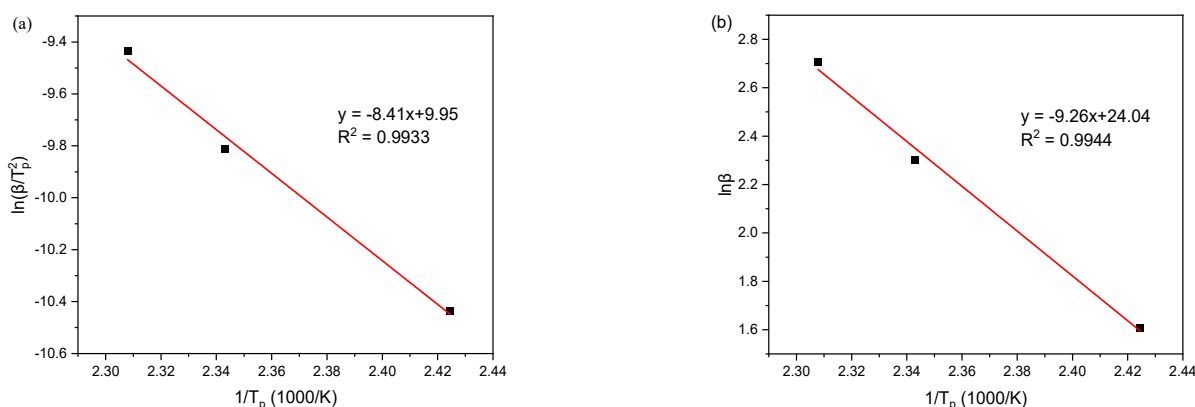 (a)
-9.4
-9.6
-9.8
-10.0
-10.2
-10.4
-10.6
ln(β/T_p^2)
y = -8.41x+9.95
R^2 = 0.9933
2.30 2.32 2.34 2.36 2.38 2.40 2.42 2.44
1/T_p (1000/K)
(b)
2.8
2.6
2.4
2.2
2.0
1.8
1.6
lnβ
y = -9.26x+24.04
R^2 = 0.9944
2.30 2.32 2.34 2.36 2.38 2.40 2.42 2.44
1/T_p (1000/K)